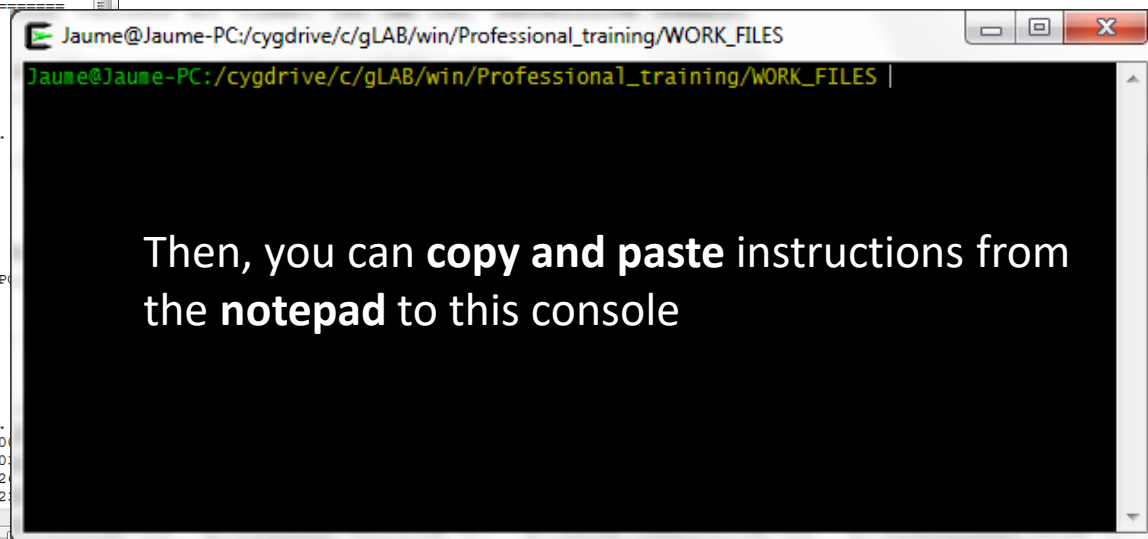 Jaume@Jaume-PC:/cygdrive/c/gLAB/win/Professional_training/WORK_FILES
Jaume@Jaume-PC:/cygdrive/c/gLAB/win/Professional_training/WORK_FILES
Then, you can copy and paste instructions from
the notepad to this console